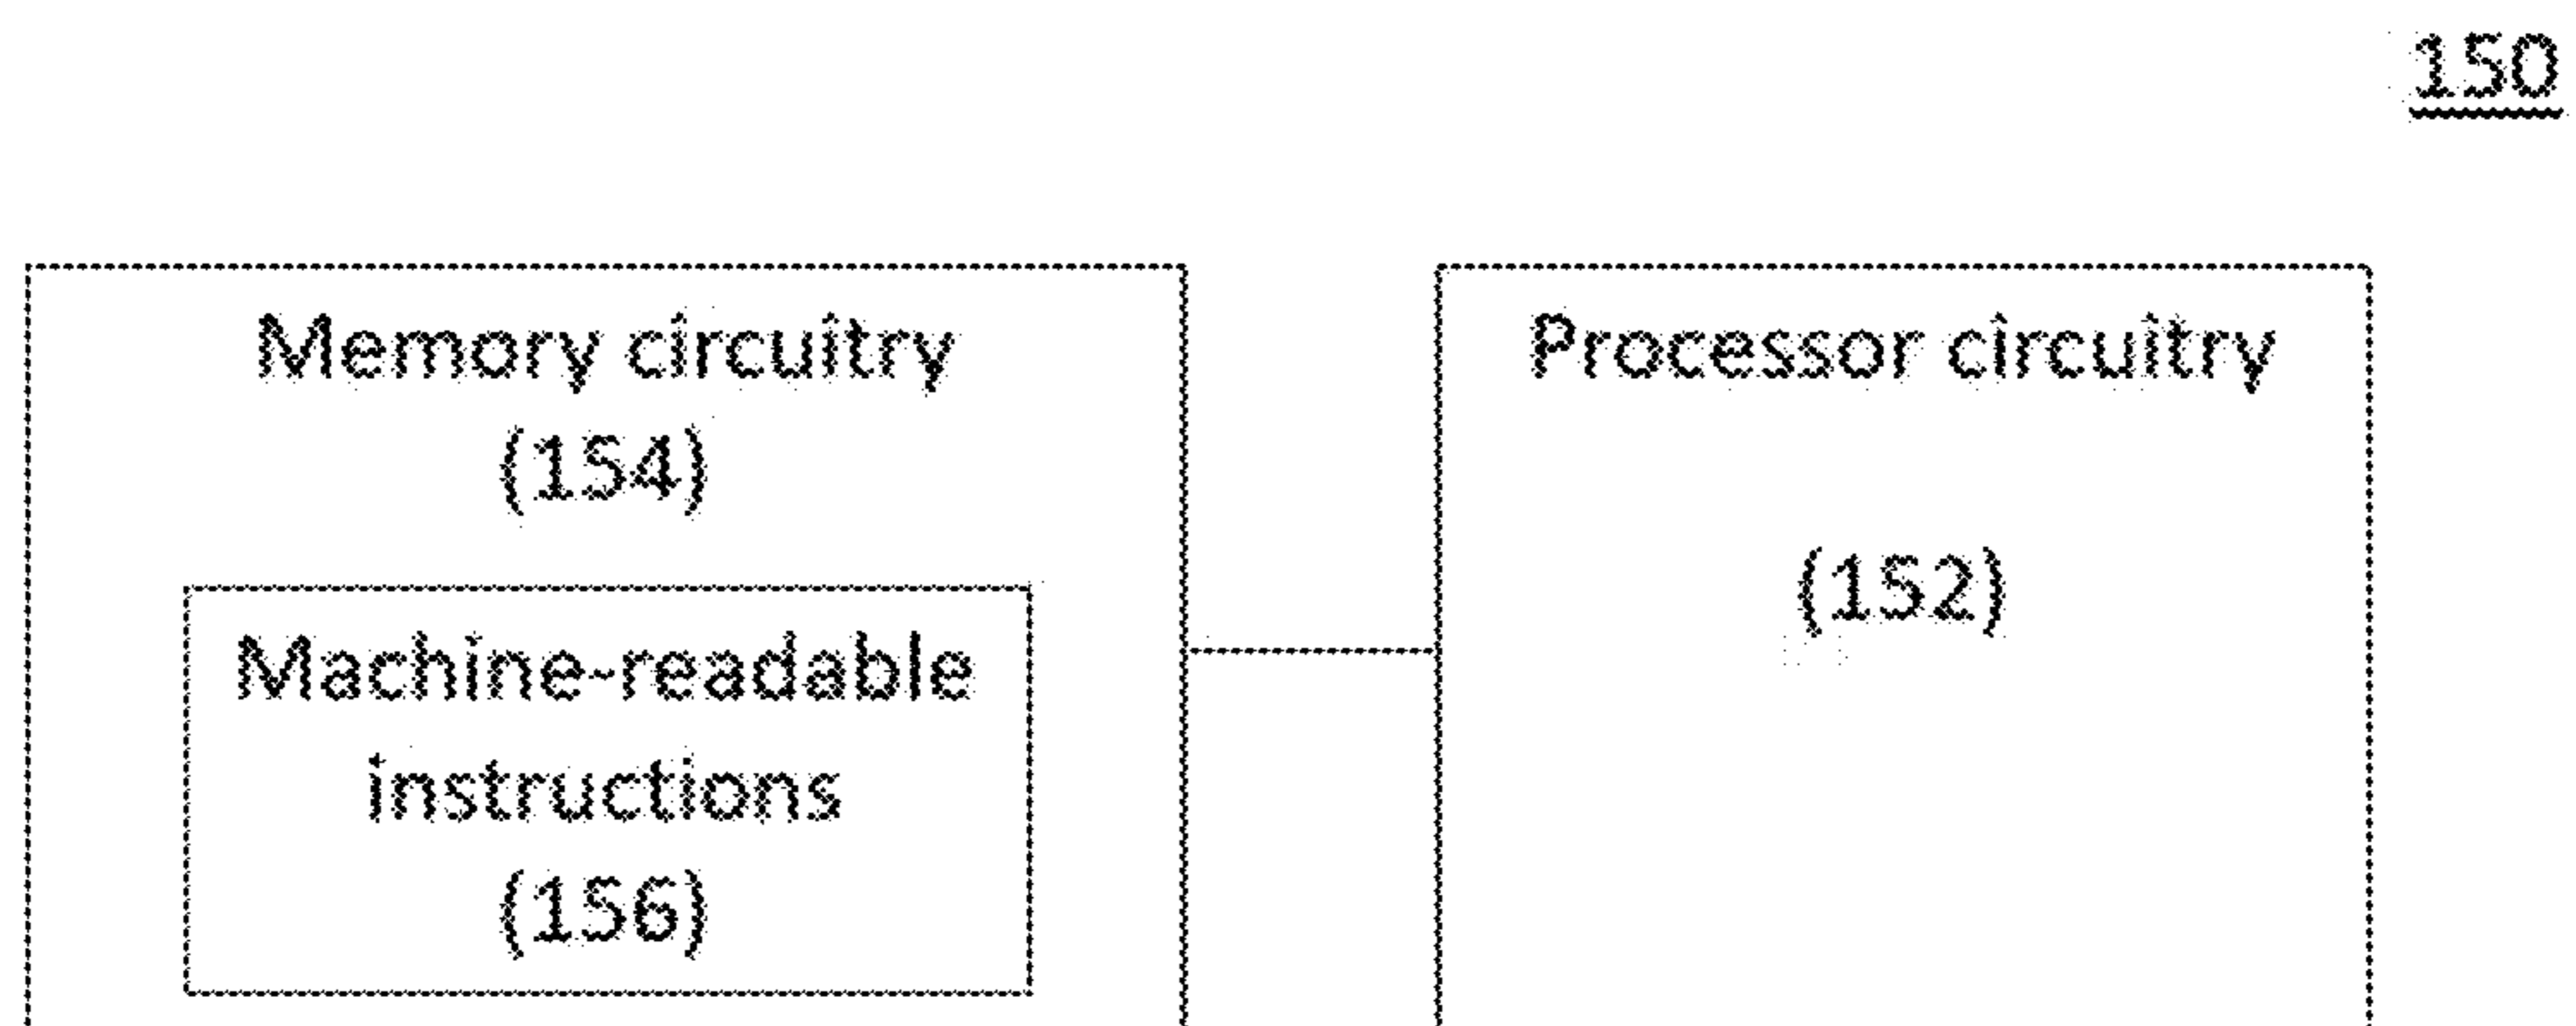 150
Memory circuitry
(154)
Machine-readable
instructions
(156)
Processor circuitry
(152)